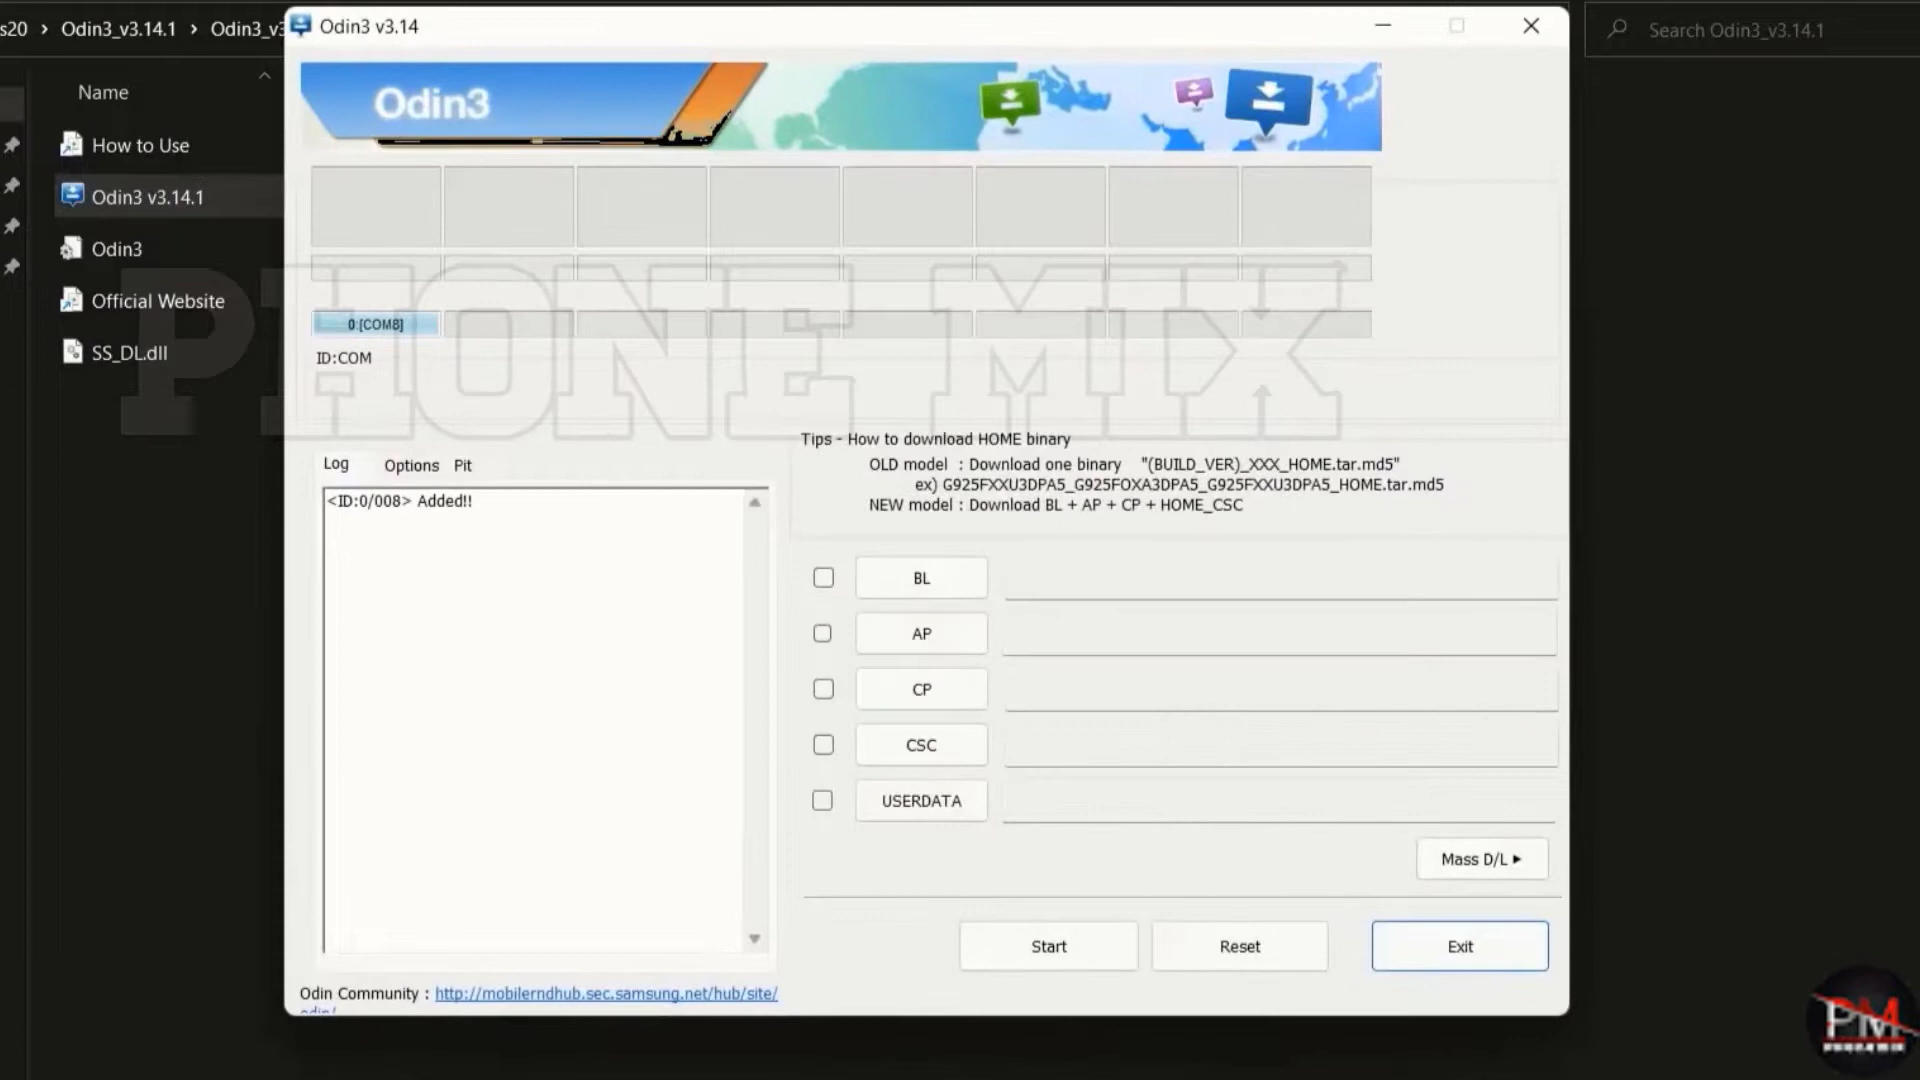 s20 › Odin3_v3.14.1 › Odin3_v3
Odin3 v3.14
Search Odin3_v3.14.1
Name
How to Use
Odin3 v3.14.1
Odin3
Official Website
SS_DL.dll
Odin3
0:[COM8]
ID:COM
PHONE MIX
Tips - How to download HOME binary
OLD model : Download one binary "(BUILD_VER)_XXX_HOME.tar.md5"
ex) G925FXXU3DPA5_G925FOXA3DPA5_G925FXXU3DPA5_HOME.tar.md5
NEW model : Download BL + AP + CP + HOME_CSC
Log Options Pit
<ID:0/008> Added!!
BL
AP
CP
CSC
USERDATA
Mass D/L
Start Reset Exit
Odin Community : http://mobilerndhub.sec.samsung.net/hub/site/
odin/
PM